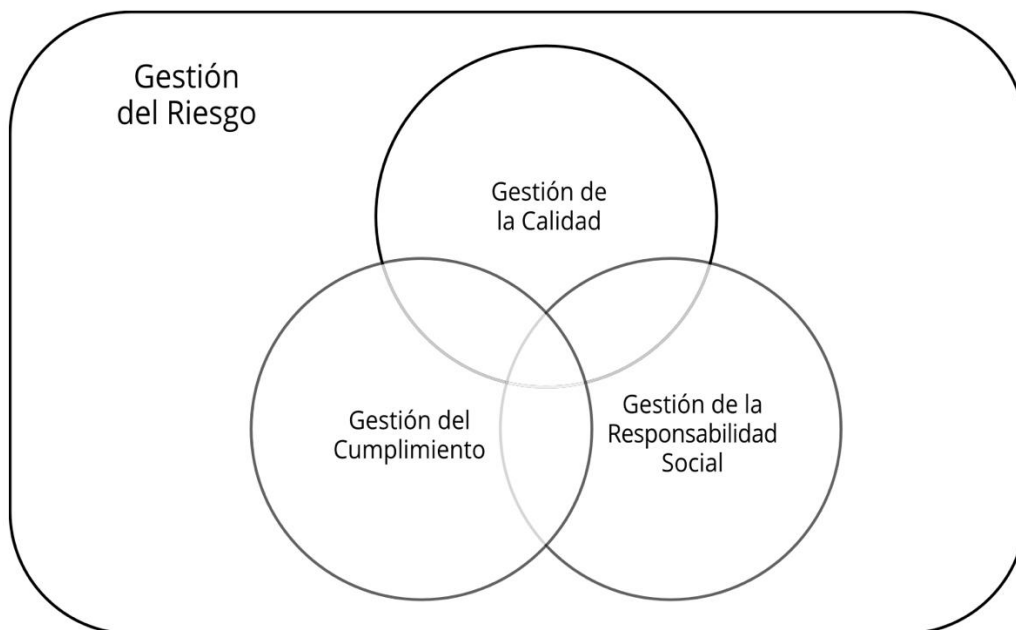 Gestión
del Riesgo
Gestión de
la Calidad
Gestión del
Cumplimiento
Gestión de la
Responsabilidad
Social